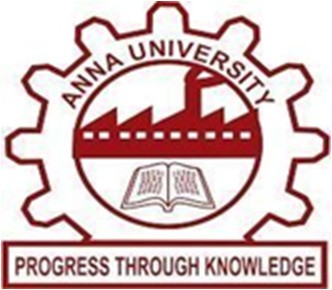 ANNA UNIVERSITY
PROGRESS THROUGH KNOWLEDGE